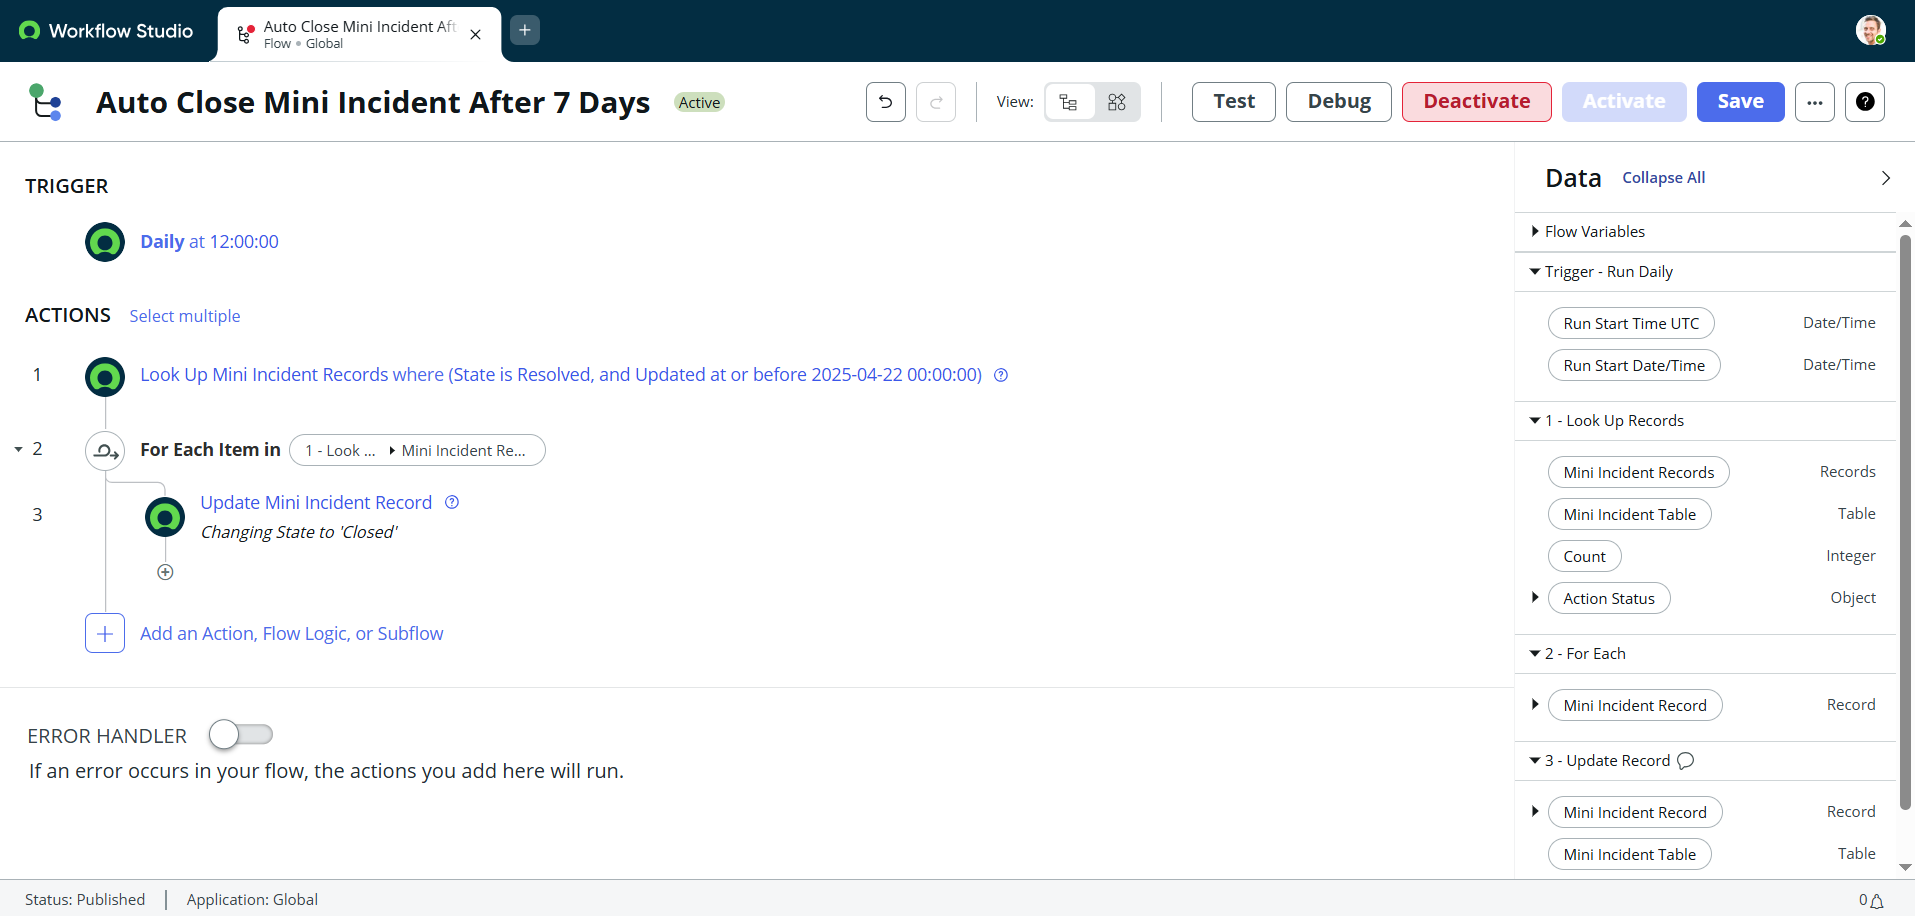 Workflow Studio
Auto Close Mini Incident Aft
Flow • Global
Auto Close Mini Incident After 7 Days
Active
View:
Test
Debug
Deactivate
Activate
Save
TRIGGER
Daily at 12:00:00
ACTIONS
Select multiple
1
Look Up Mini Incident Records where (State is Resolved, and Updated at or before 2025-04-22 00:00:00)
2
For Each Item in
1 - Look ...
Mini Incident Re...
3
Update Mini Incident Record
Changing State to 'Closed'
Add an Action, Flow Logic, or Subflow
ERROR HANDLER
If an error occurs in your flow, the actions you add here will run.
Data
Collapse All
Flow Variables
Trigger - Run Daily
Run Start Time UTC Date/Time
Run Start Date/Time Date/Time
1 - Look Up Records
Mini Incident Records Records
Mini Incident Table Table
Count Integer
Action Status Object
2 - For Each
Mini Incident Record Record
3 - Update Record
Mini Incident Record Record
Mini Incident Table Table
Status: Published
Application: Global
0